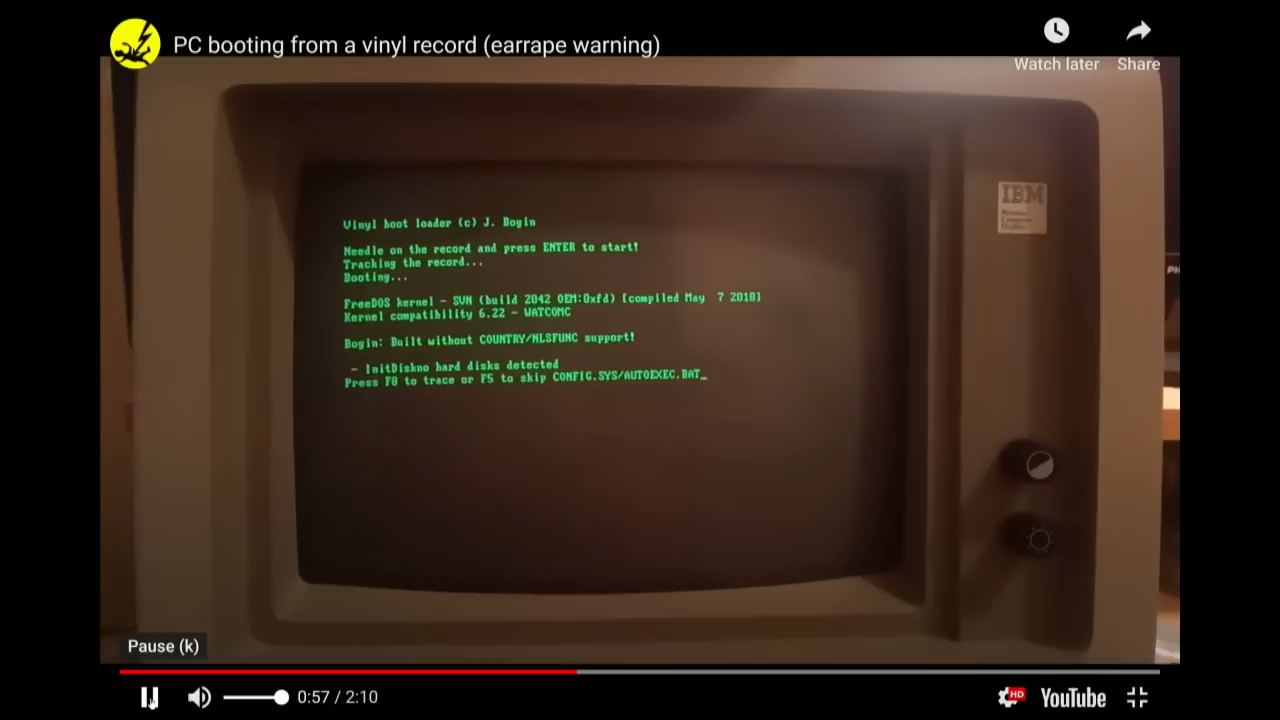 PC booting from a vinyl record (earrape warning)
Watch later
Share
IBM
Personal
Computer
Display
Vinyl boot loader (c) J. Bogin
Needle on the record and press ENTER to start!
Tracking the record...
Booting...
FreeDOS kernel - SVN (build 2042 OEM:0xfd) [compiled May 7 2018]
Kernel compatibility 6.22 - WATCOMC
Bogin: Built without COUNTRY/NLSFUNC support!
- InitDiskno hard disks detected
Press F8 to trace or F5 to skip CONFIG.SYS/AUTOEXEC.BAT_
Pause (k)
0:57 / 2:10
HD
YouTube